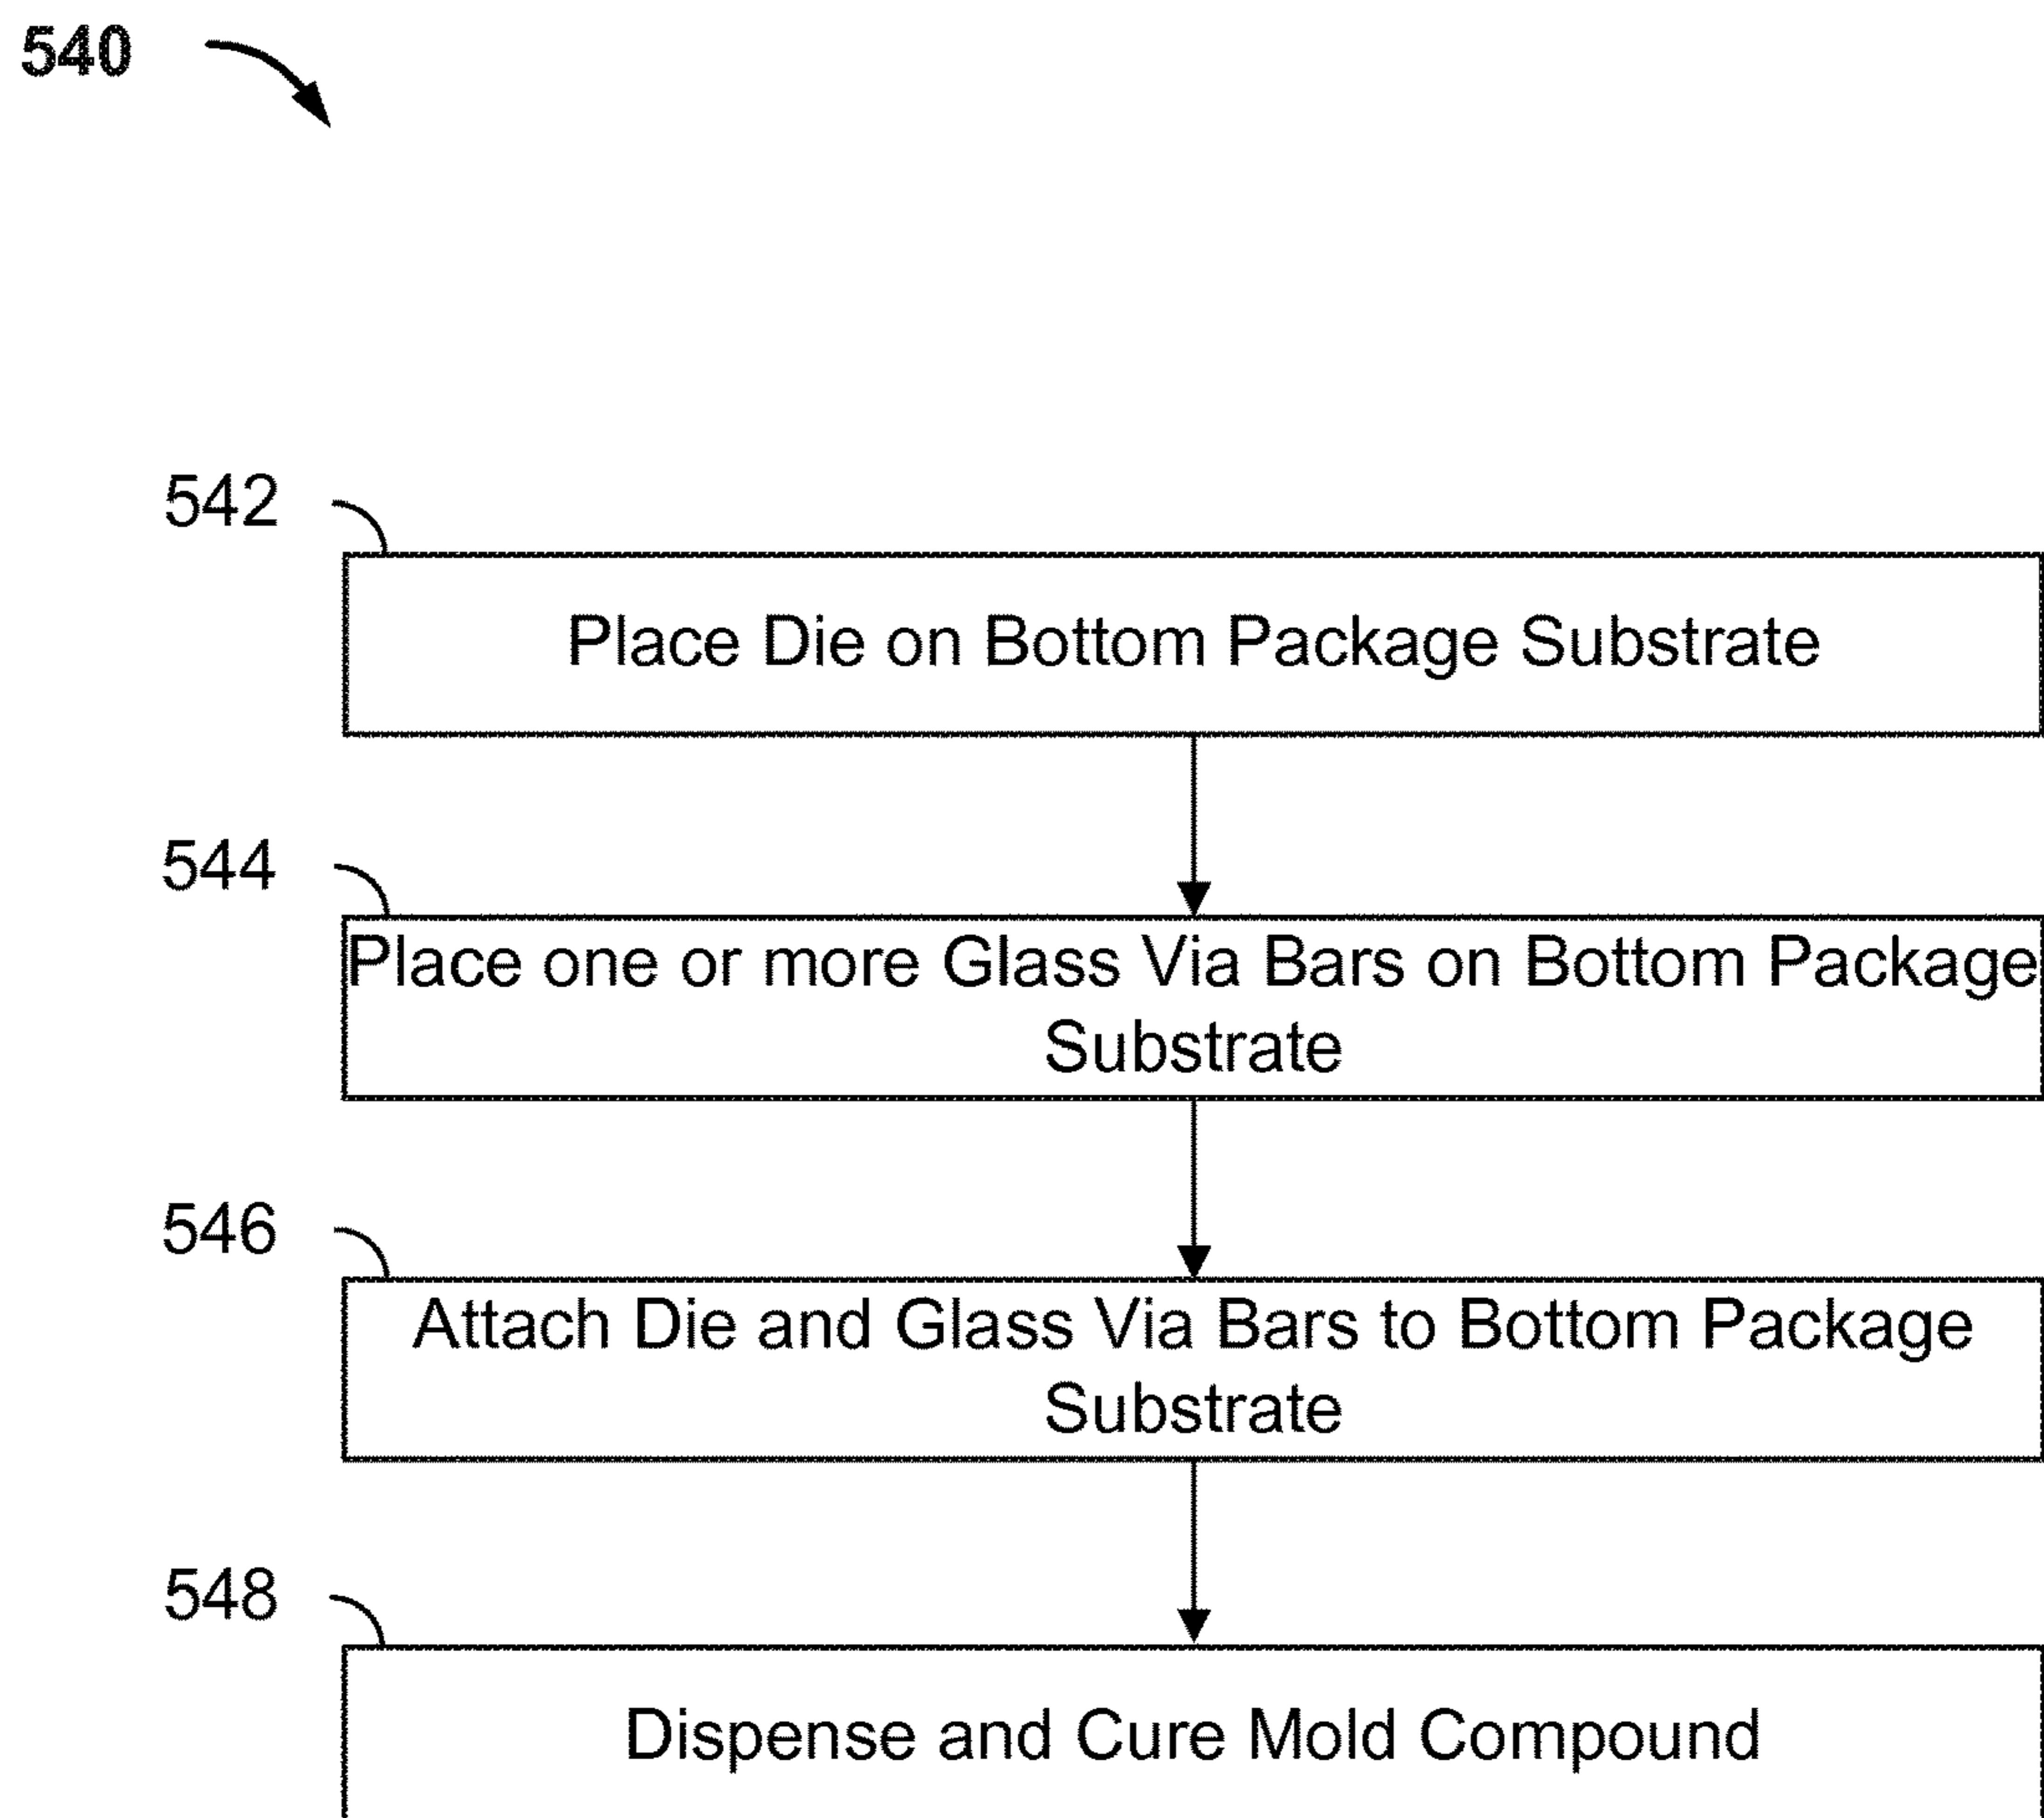 540
542
Place Die on Bottom Package Substrate
544
Place one or more Glass Via Bars on Bottom Package
Substrate
546
Attach Die and Glass Via Bars to Bottom Package
Substrate
548
Dispense and Cure Mold Compound